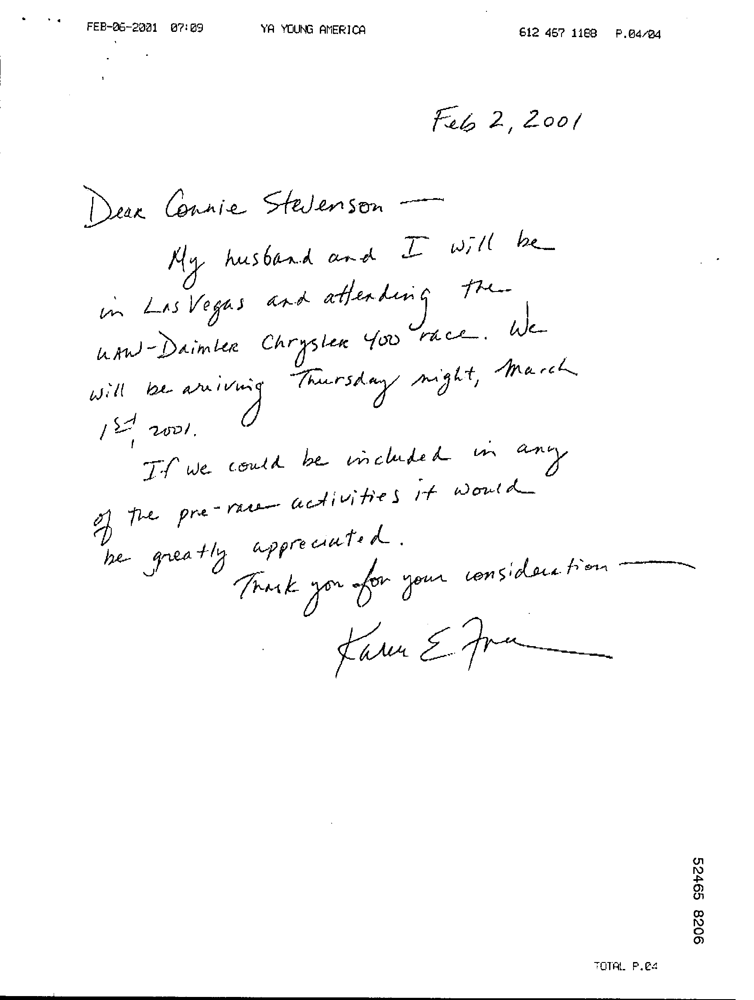 FEB-06-2001 07:09 YA YOUNG AMERICA 612 467 1188 P.04/04
Feb 2, 2001
Dear Connie Stevenson —
My husband and I will be
in Las Vegas and attending the
UAW-Daimler Chrysler 400 race. We
will be arriving Thursday night, March
1st, 2001.
If we could be included in any
of the pre-race activities it would
be greatly appreciated.
Thank you for your consideration —
Karen E
52465 8206
TOTAL P.04